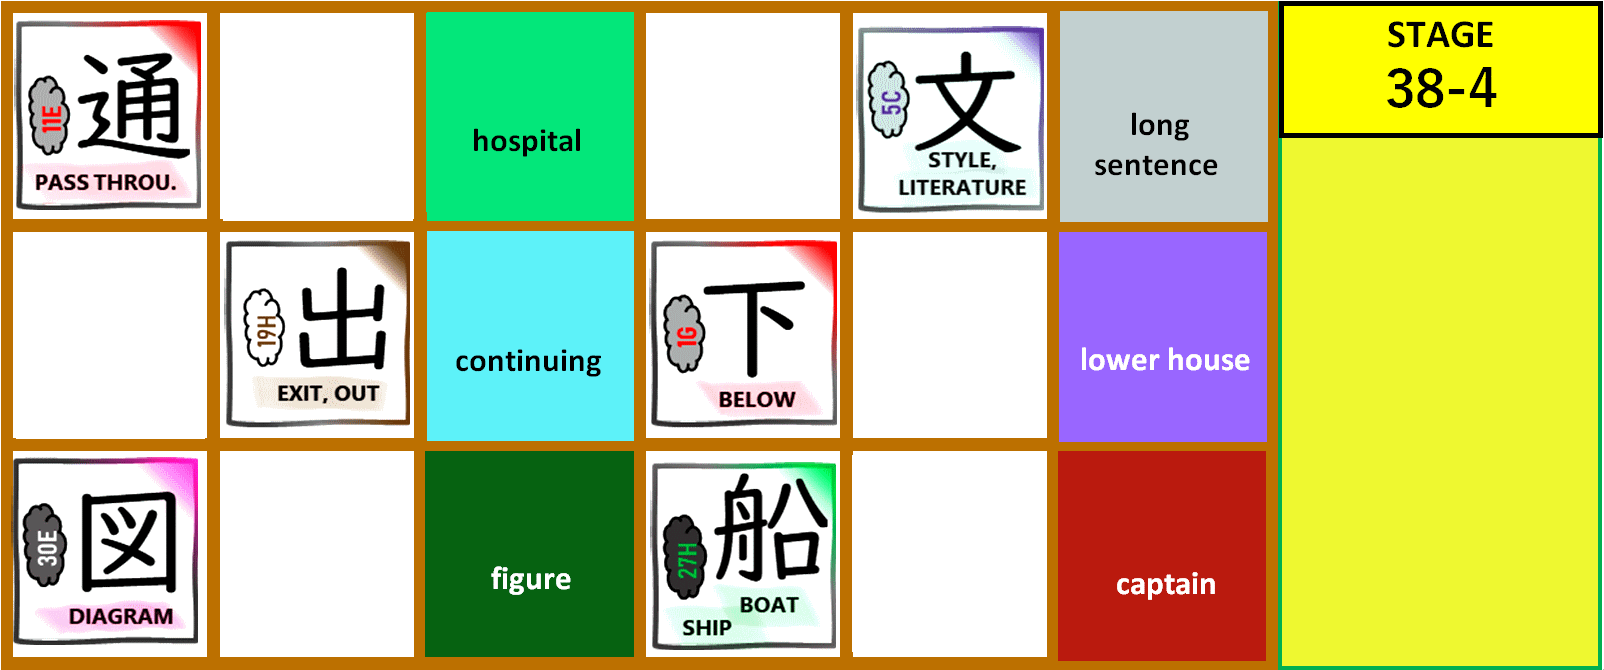 11E
通
PASS THROU.
hospital
5C
文
STYLE,
LITERATURE
long
sentence
STAGE
38-4
19H
出
EXIT, OUT
continuing
1G
下
BELOW
lower house
30E
図
DIAGRAM
figure
27H
船
BOAT
SHIP
captain